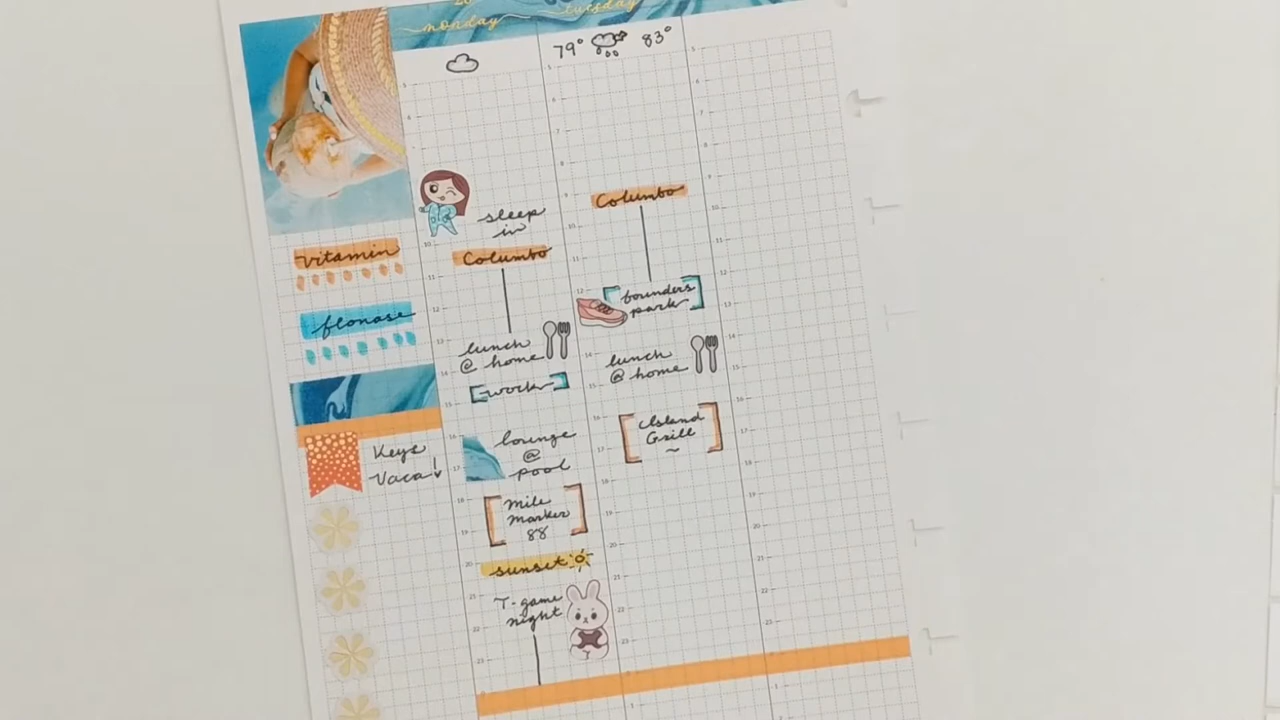 monday
tuesday
79° 83°
vitamin
flonase
Keys
Vaca!
sleep
in
Columbo
lunch
@ home
work
lounge
@
pool
Mile
Marker
88
sunset
T-game
night
Columbo
founders
park
lunch
@ home
Island
Grill